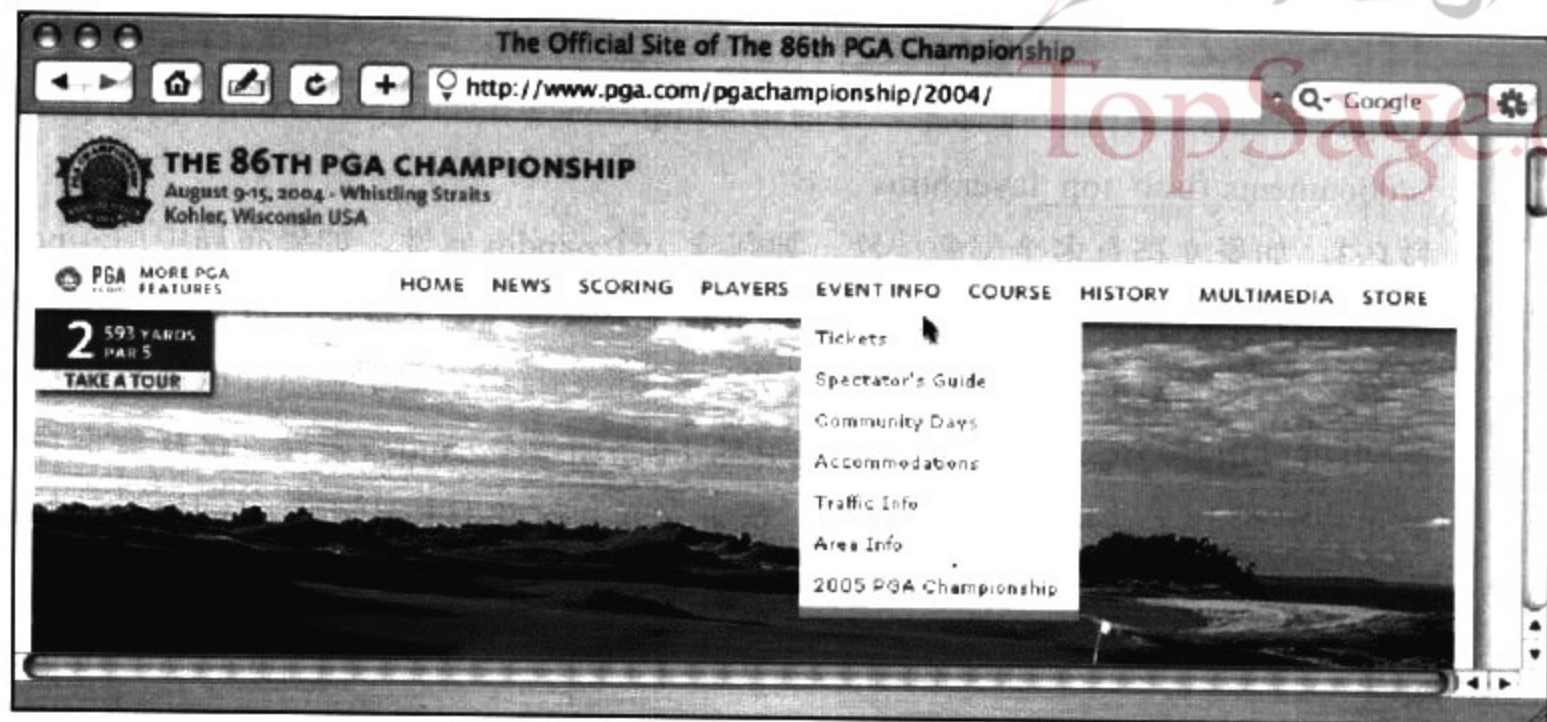 The Official Site of The 86th PGA Championship
http://www.pga.com/pgachampionship/2004/
Google
TopSage.
THE 86TH PGA CHAMPIONSHIP
August 9-15, 2004 - Whistling Straits
Kohler, Wisconsin USA
PGA MORE PGA FEATURES
HOME NEWS SCORING PLAYERS EVENT INFO COURSE HISTORY MULTIMEDIA STORE
2 593 YARDS
PAR 5
TAKE A TOUR
Tickets
Spectator's Guide
Community Days
Accommodations
Traffic Info
Area Info
2005 PGA Championship